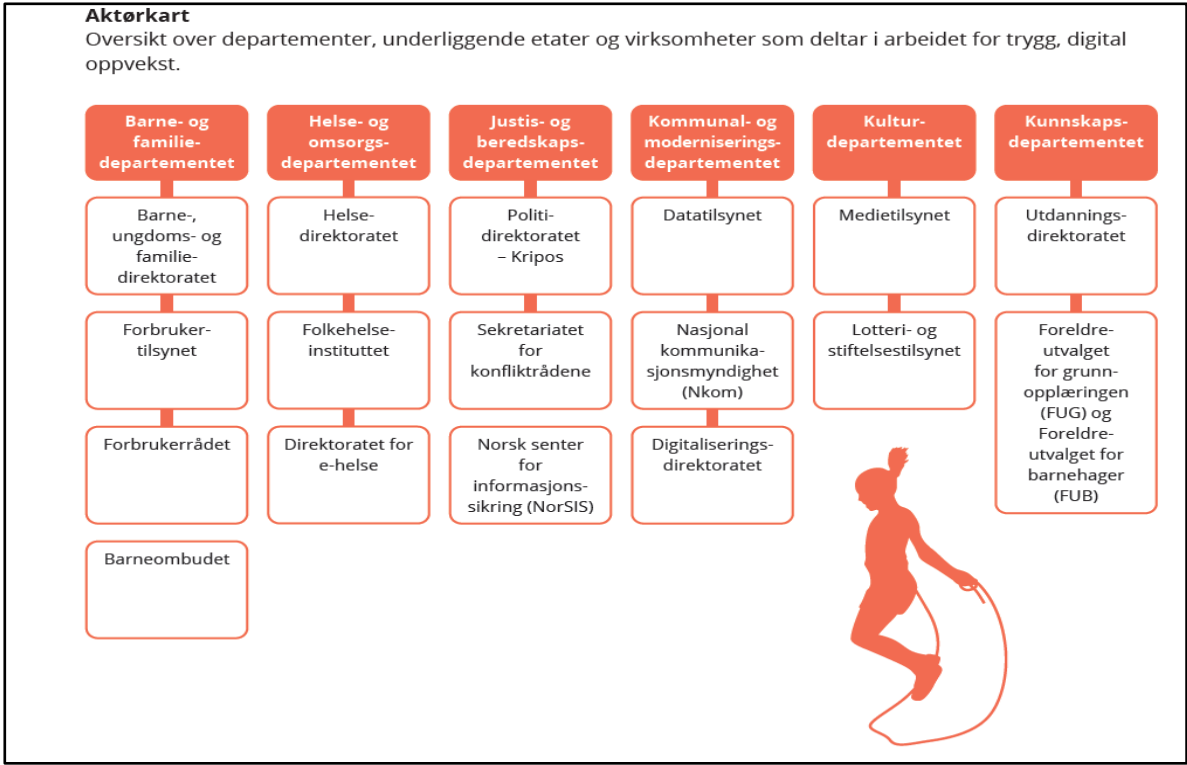 Aktørkart
Oversikt over departementer, underliggende etater og virksomheter som deltar i arbeidet for trygg, digital
oppvekst.
Barne- og
familie-
departementet
Barne-,
ungdoms- og
familie-
direktoratet
Forbruker-
tilsynet
Forbrukerrådet
Barneombudet
Helse- og
omsorgs-
departementet
Helse-
direktoratet
Folkehelse-
instituttet
Direktoratet for
e-helse
Justis- og
beredskaps-
departementet
Politi-
direktoratet
– Kripos
Sekretariatet
for
konfliktrådene
Norsk senter
for
informasjons-
sikring (NorSIS)
Kommunal- og
moderniserings-
departementet
Datatilsynet
Nasjonal
kommunika-
sjonsmyndighet
(Nkom)
Digitaliserings-
direktoratet
Kultur-
departementet
Medietilsynet
Lotteri- og
stiftelsestilsynet
Kunnskaps-
departementet
Utdannings-
direktoratet
Foreldre-
utvalget
for grunn-
opplæringen
(FUG) og
Foreldre-
utvalget for
barnehager
(FUB)